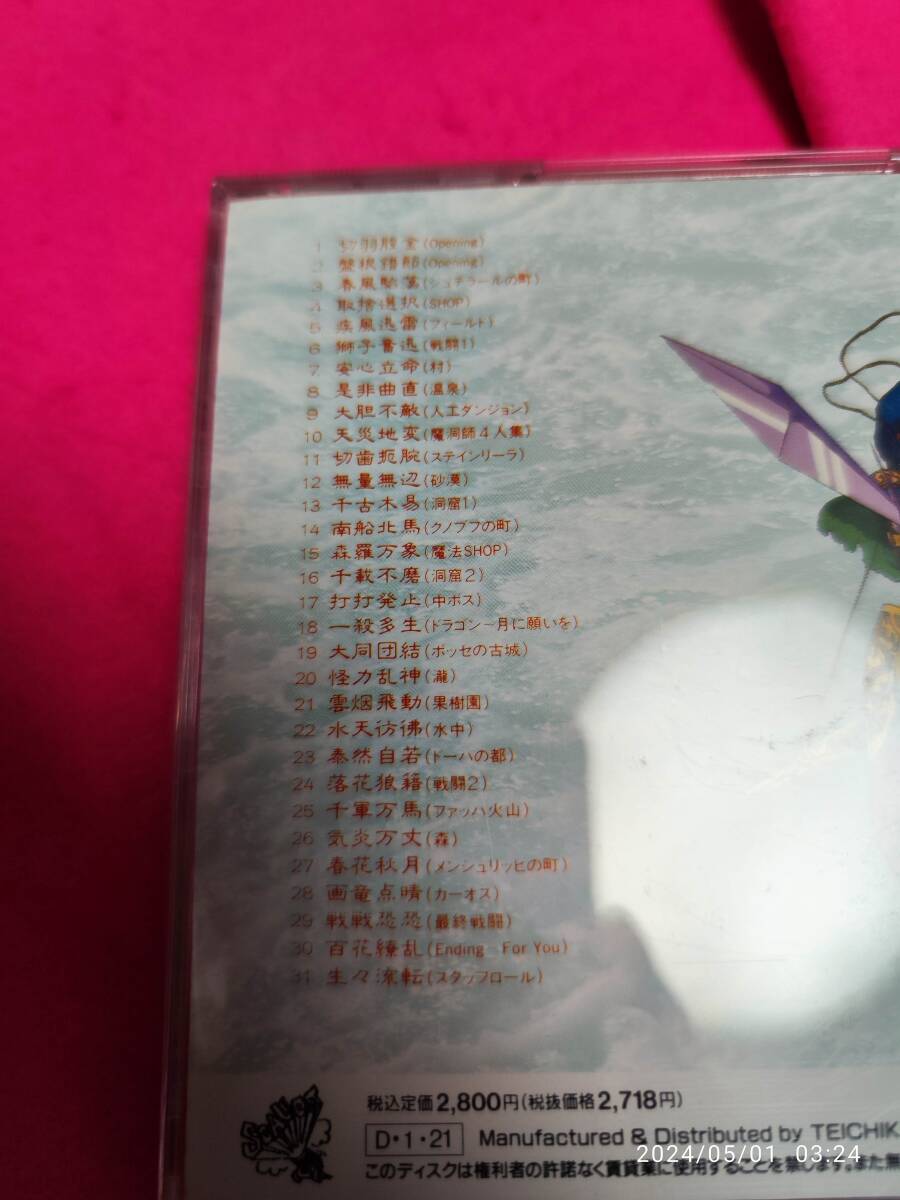 1 切羽詰金(Opening)
2 盤根錯節(Opening)
3 春風駘蕩(シュテラールの町)
4 取捨選択(SHOP)
5 疾風迅雷(フィールド)
6 獅子奮迅(戦闘1)
7 安心立命(村)
8 是非曲直(温泉)
9 大胆不敵(人工ダンジョン)
10 天災地変(魔洞師4人集)
11 切歯扼腕(ステインリーラ)
12 無量無辺(砂漠)
13 千古不易(洞窟1)
14 南船北馬(クノブフの町)
15 森羅万象(魔法SHOP)
16 千載不磨(洞窟2)
17 打打発止(中ボス)
18 一殺多生(ドラゴン−月に願いを)
19 大同団結(ボッセの古城)
20 怪力乱神(瀧)
21 雲烟飛動(果樹園)
22 水天彷彿(水中)
23 泰然自若(ドーハの都)
24 落花狼籍(戦闘2)
25 千軍万馬(ファッハ火山)
26 気炎万丈(森)
27 春花秋月(メンシュリッヒの町)
28 画竜点睛(カーオス)
29 戦戦恐恐(最終戦闘)
30 百花繚乱(Ending For You)
31 生々流転(スタッフロール)
税込定価2,800円(税抜価格2,718円)
D・1・21 Manufactured & Distributed by TEICHIK
このディスクは権利者の許諾なく賃貸業に使用することを禁じます。また無
2024/05/01 03:24